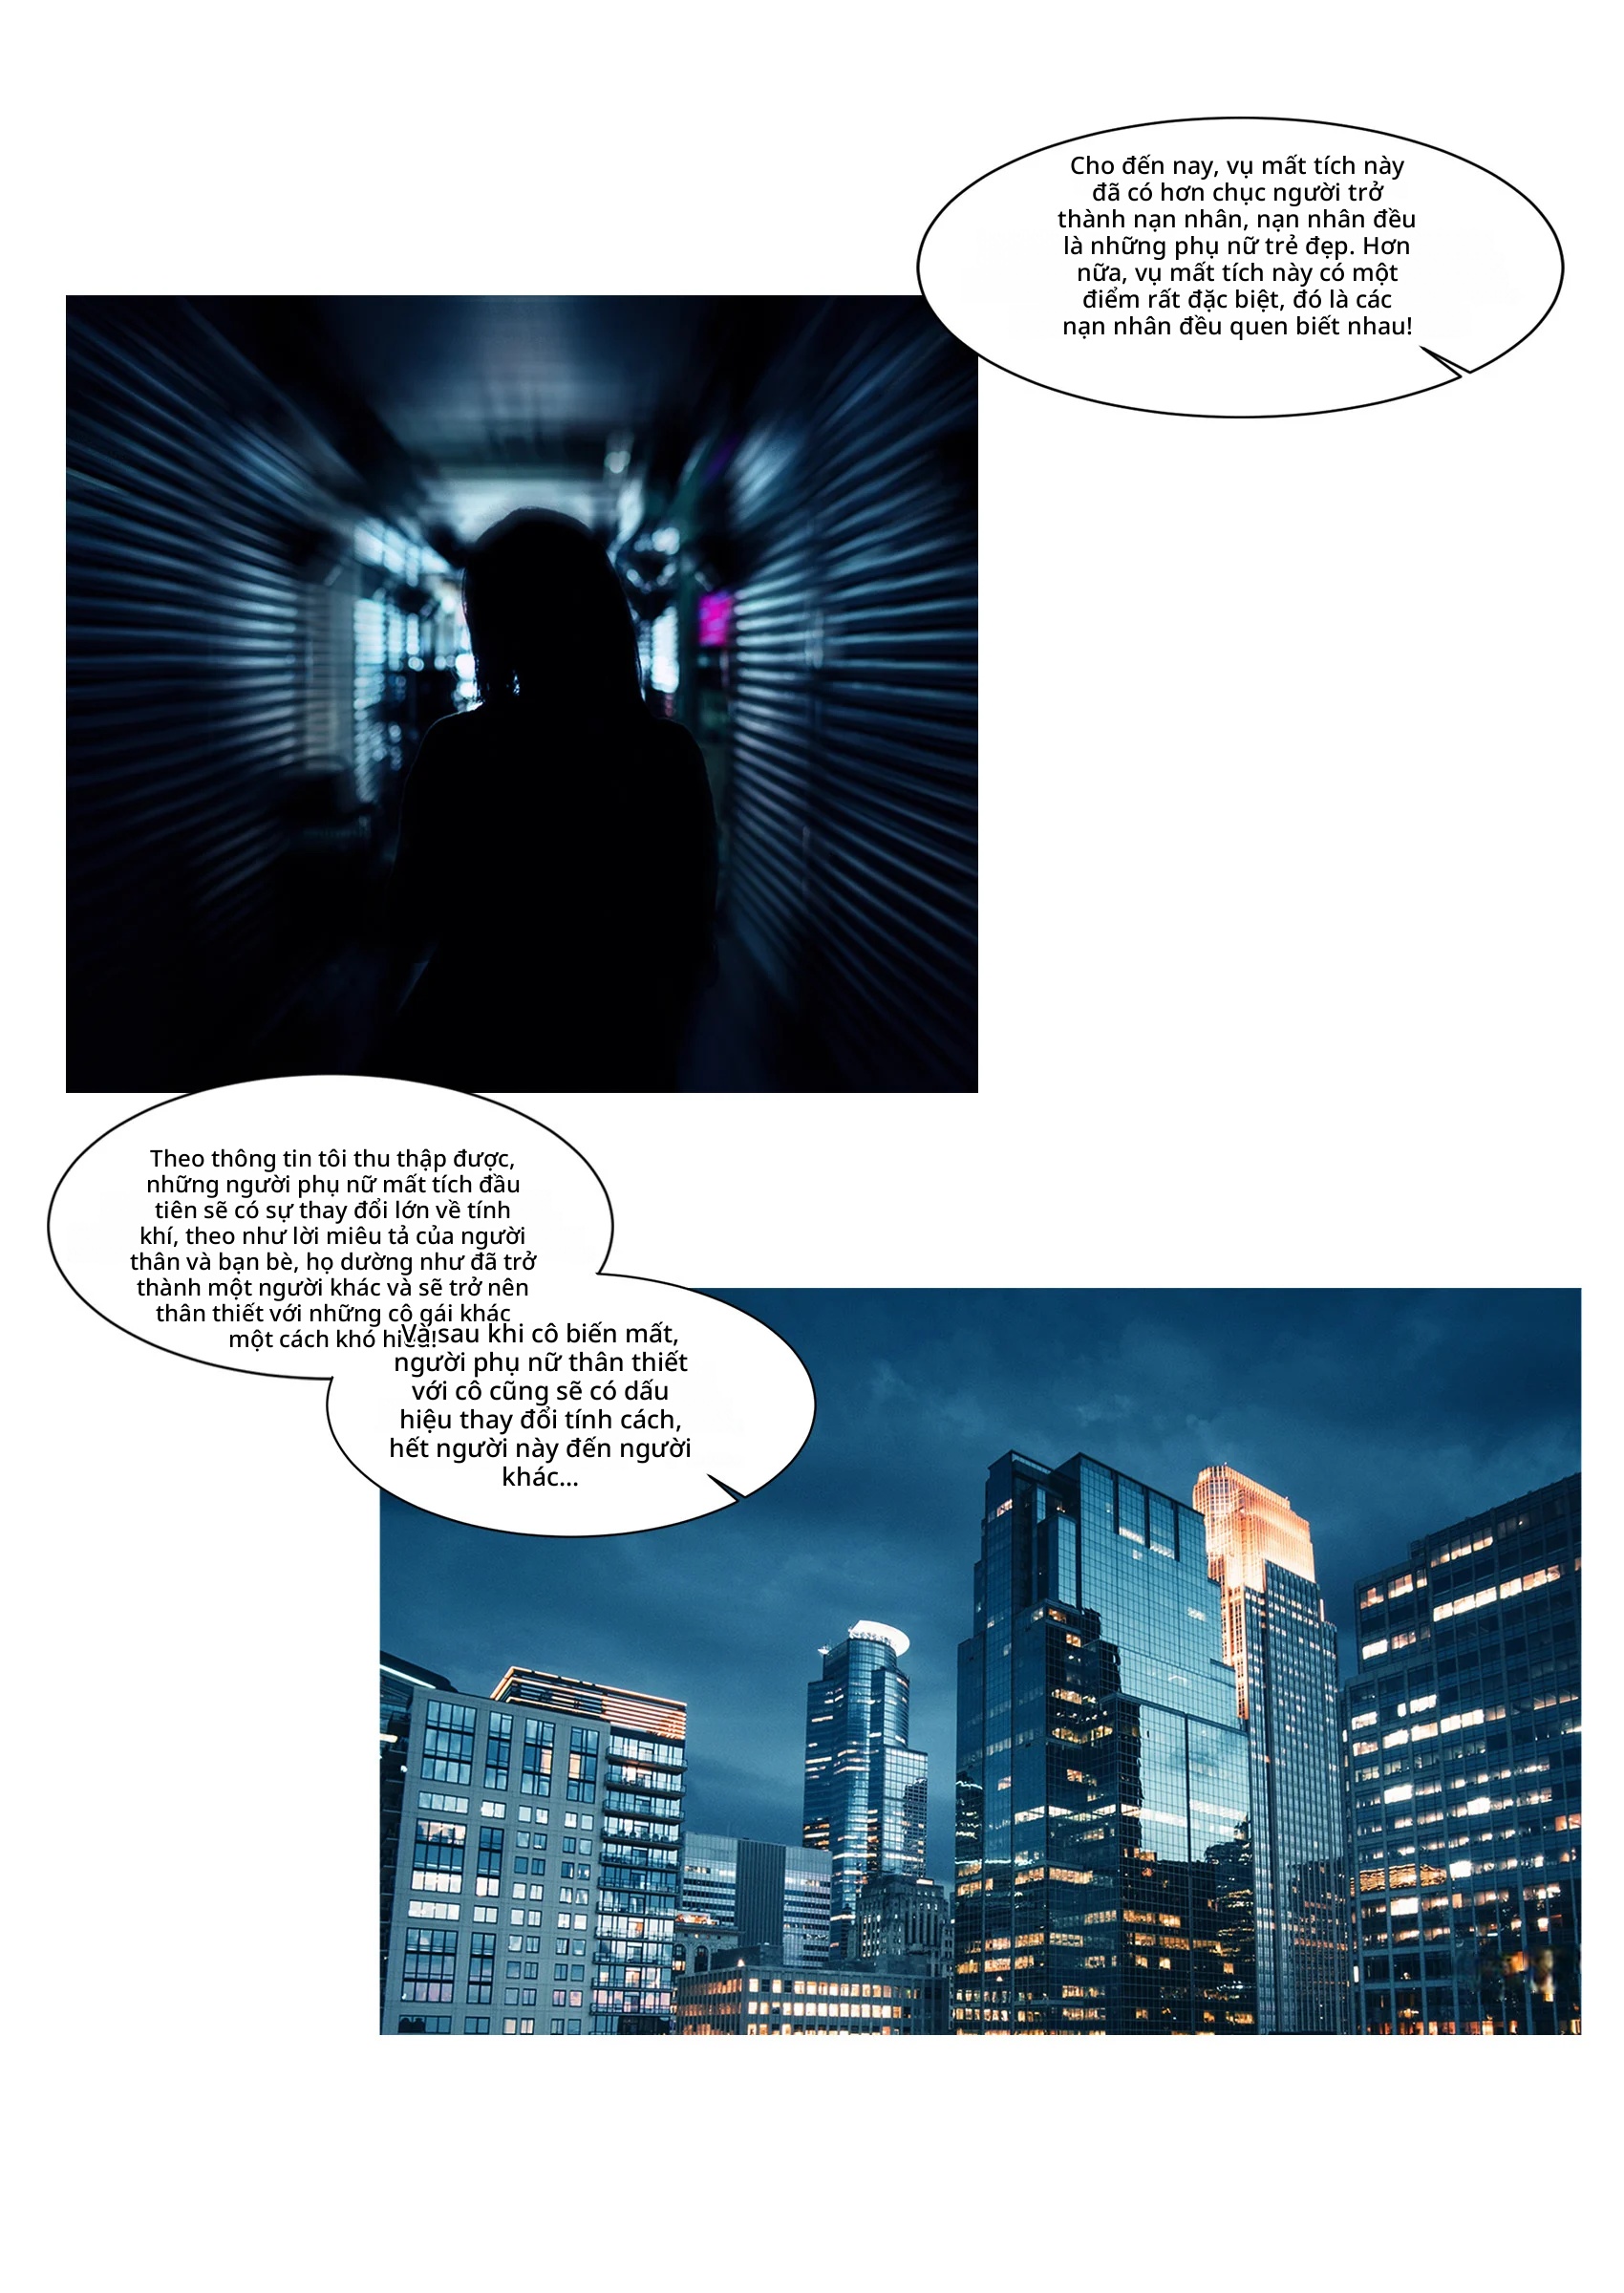 Cho đến nay, vụ mất tích này
đã có hơn chục người trở
thành nạn nhân, nạn nhân đều
là những phụ nữ trẻ đẹp. Hơn
nữa, vụ mất tích này có một
điểm rất đặc biệt, đó là các
nạn nhân đều quen biết nhau!
Theo thông tin tôi thu thập được,
những người phụ nữ mất tích đầu
tiên sẽ có sự thay đổi lớn về tính
khí, theo như lời miêu tả của người
thân và bạn bè, họ dường như đã trở
thành một người khác và sẽ trở nên
thân thiết với những cô gái khác
một cách khó hiểu!
Và sau khi cô biến mất,
người phụ nữ thân thiết
với cô cũng sẽ có dấu
hiệu thay đổi tính cách,
hết người này đến người
khác...